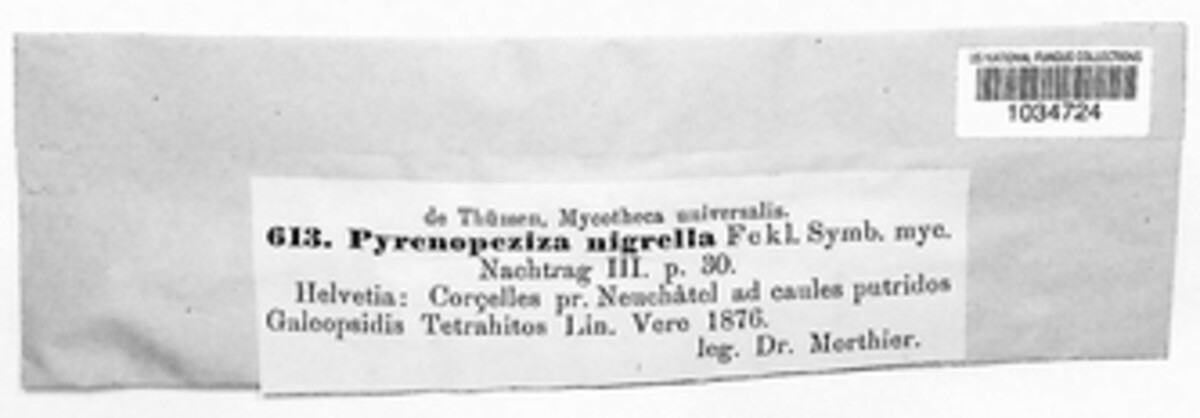 US NATIONAL FUNGUS COLLECTIONS
1034724
de Thümen, Mycotheca universalis.
613. Pyrenopeziza nigrella Fckl. Symb. myc.
Nachtrag III. p. 30.
Helvetia: Corçelles pr. Neuchâtel ad caules putridos
Galeopsidis Tetrahitos Lin. Vere 1876.
leg. Dr. Morthier.